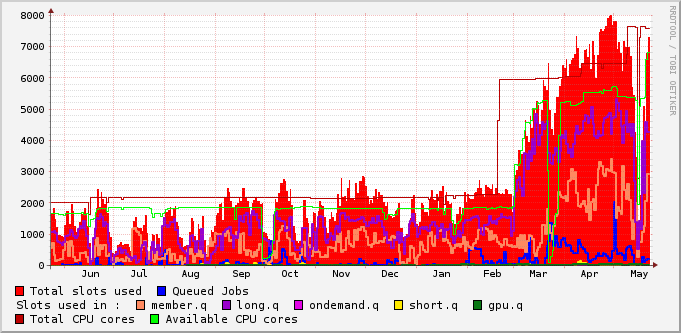 8000
7000
6000
5000
4000
3000
2000
1000
0
Jun Jul Aug Sep Oct Nov Dec Jan Feb Mar Apr May
RRDTOOL / TOBI OETIKER
Total slots used Queued Jobs
Slots used in : member.q long.q ondemand.q short.q gpu.q
Total CPU cores Available CPU cores